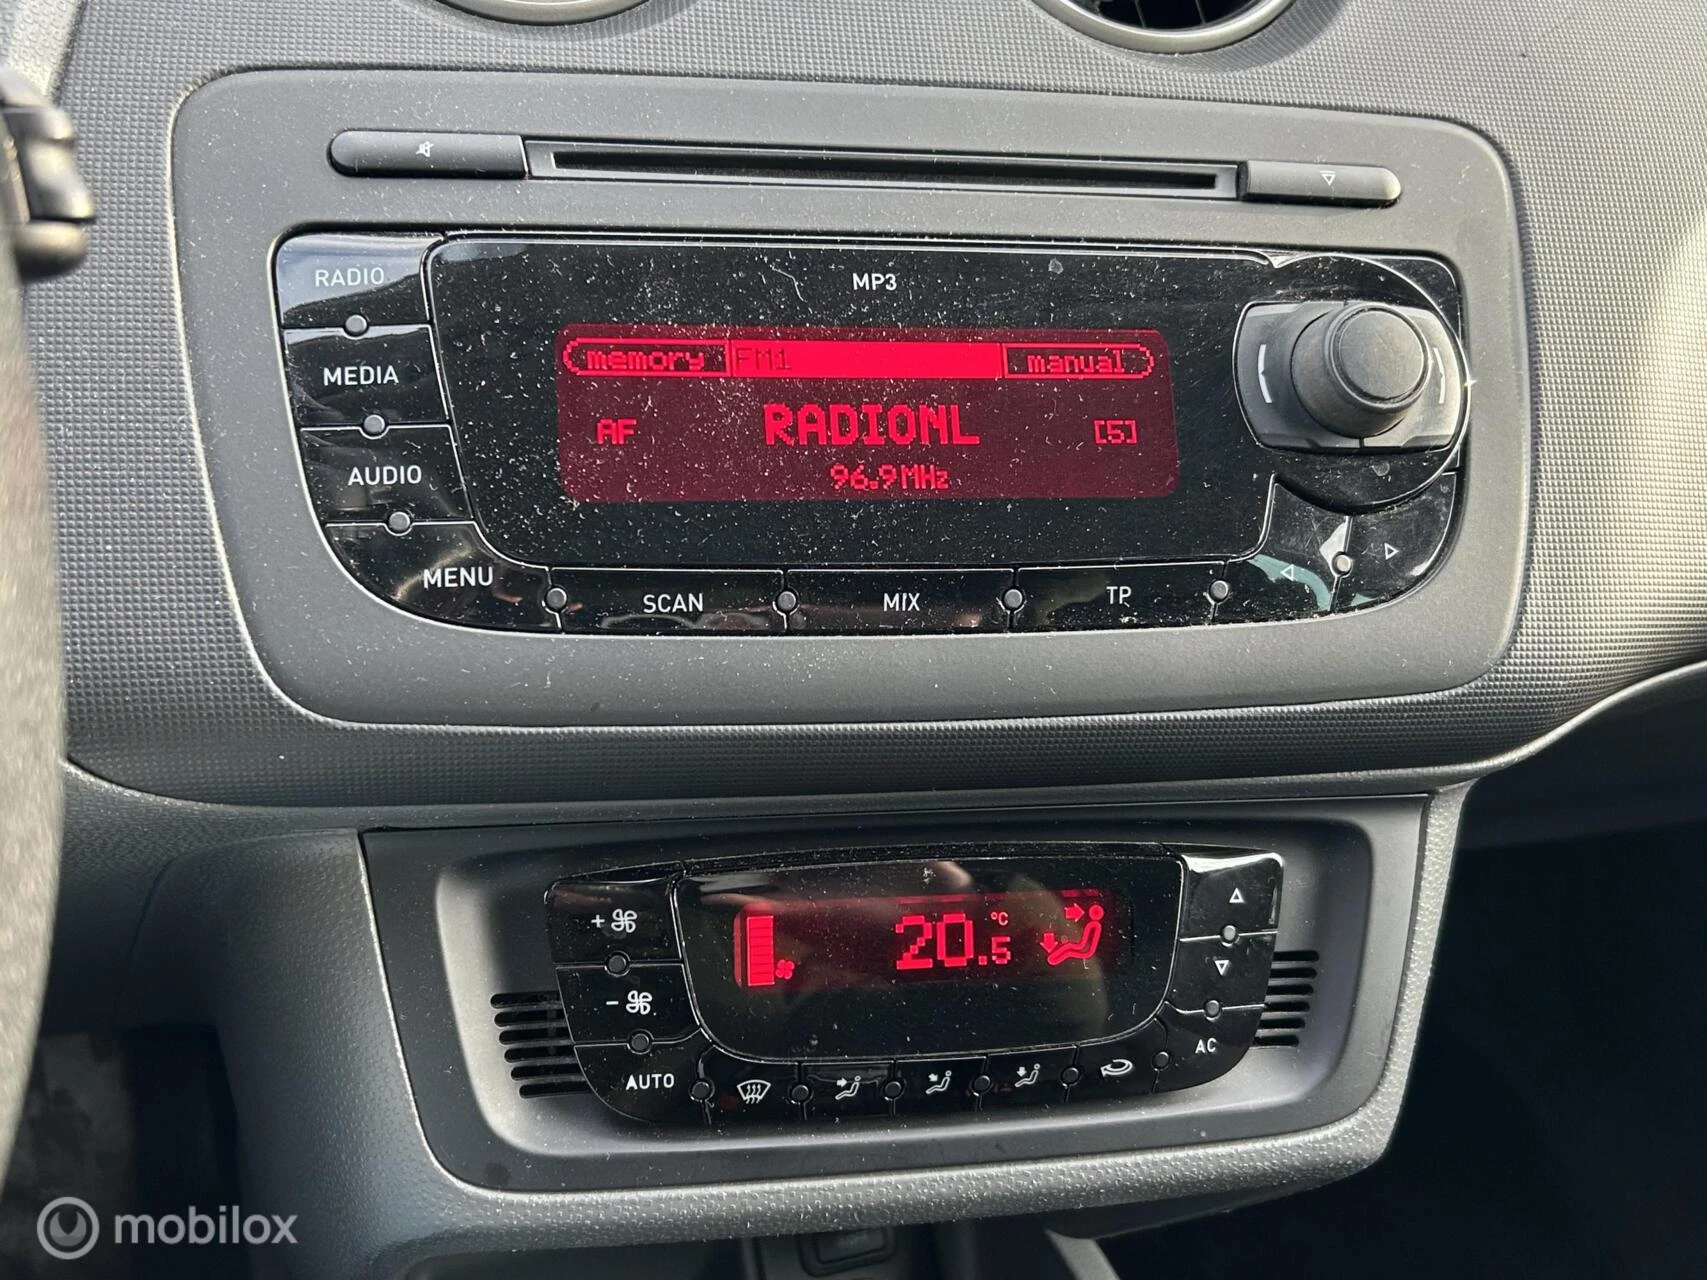 MP3
RADIO
MEDIA
AUDIO
MENU
memory FM1 manual
AF RADIONL [5]
96.9MHz
SCAN MIX TP
+
-
AUTO
20.5 °C
AC
mobilox